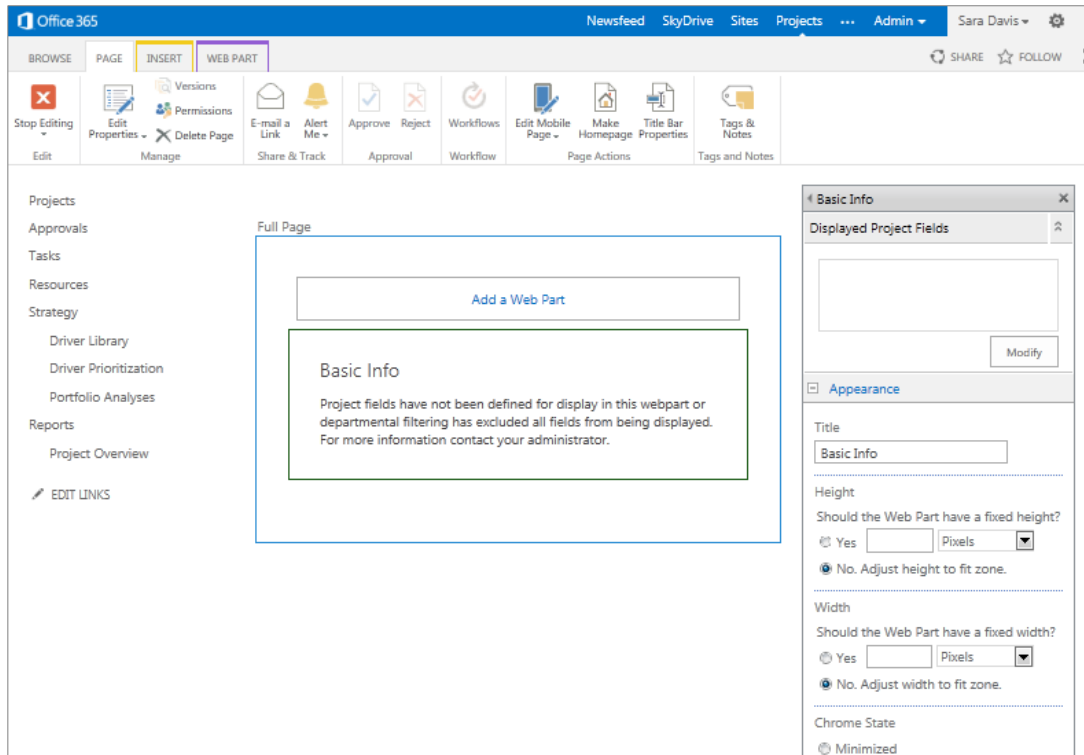 Office 365
Newsfeed SkyDrive Sites Projects ••• Admin Sara Davis
BROWSE PAGE INSERT WEB PART SHARE FOLLOW
Stop Editing
Edit
Edit Properties
Versions
Permissions
Delete Page
Manage
E-mail a Link
Alert Me
Share & Track
Approve
Reject
Approval
Workflows
Workflow
Edit Mobile Page
Make Homepage
Title Bar Properties
Page Actions
Tags & Notes
Tags and Notes
Projects
Approvals
Tasks
Resources
Strategy
Driver Library
Driver Prioritization
Portfolio Analyses
Reports
Project Overview
EDIT LINKS
Full Page
Add a Web Part
Basic Info
Project fields have not been defined for display in this webpart or
departmental filtering has excluded all fields from being displayed.
For more information contact your administrator.
Basic Info
Displayed Project Fields
Modify
Appearance
Title
Basic Info
Height
Should the Web Part have a fixed height?
Yes Pixels
No. Adjust height to fit zone.
Width
Should the Web Part have a fixed width?
Yes Pixels
No. Adjust width to fit zone.
Chrome State
Minimized